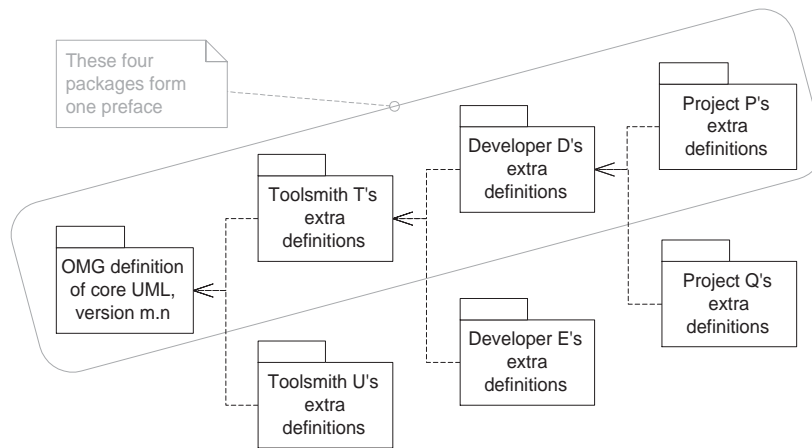 These four
packages form
one preface
Project P's
extra
definitions
Developer D's
extra
definitions
Toolsmith T's
extra
definitions
OMG definition
of core UML,
version m.n
Project Q's
extra
definitions
Developer E's
extra
definitions
Toolsmith U's
extra
definitions